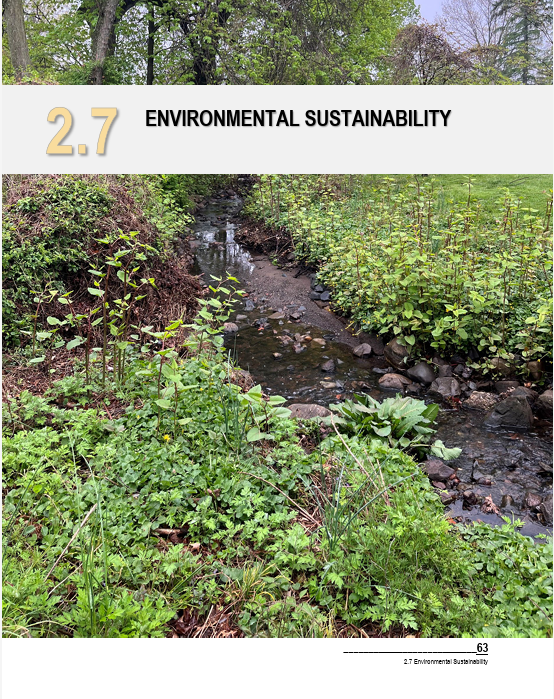 2.7
ENVIRONMENTAL SUSTAINABILITY
63
2.7 Environmental Sustainability